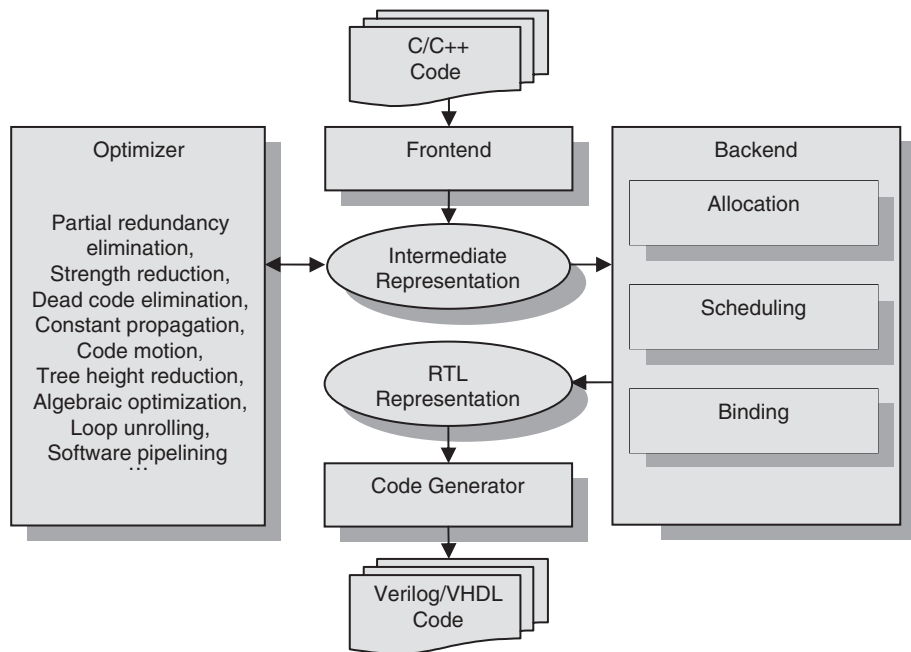 C/C++
Code
Optimizer
Partial redundancy
elimination,
Strength reduction,
Dead code elimination,
Constant propagation,
Code motion,
Tree height reduction,
Algebraic optimization,
Loop unrolling,
Software pipelining
...
Frontend
Intermediate
Representation
RTL
Representation
Code Generator
Verilog/VHDL
Code
Backend
Allocation
Scheduling
Binding